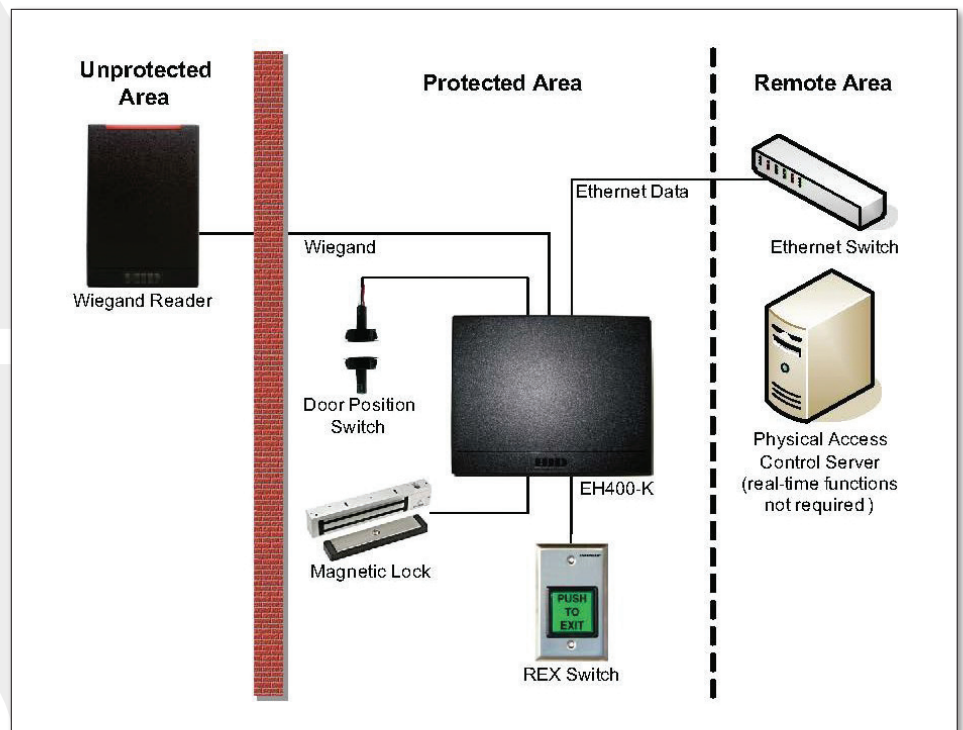 Unprotected
Area
Protected Area
Remote Area
Ethernet Data
Ethernet Switch
Wiegand
Wiegand Reader
Door Position
Switch
EH400-K
Physical Access
Control Server
(real-time functions
not required )
Magnetic Lock
PUSH
TO
EXIT
REX Switch